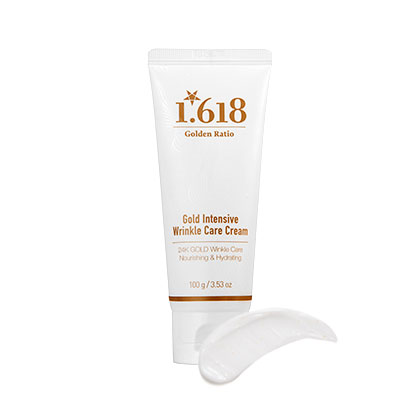 1.618
Golden Ratio
Gold Intensive
Wrinkle Care Cream
24K GOLD Wrinkle Care
Nourishing & Hydrating
100 g / 3.53 oz